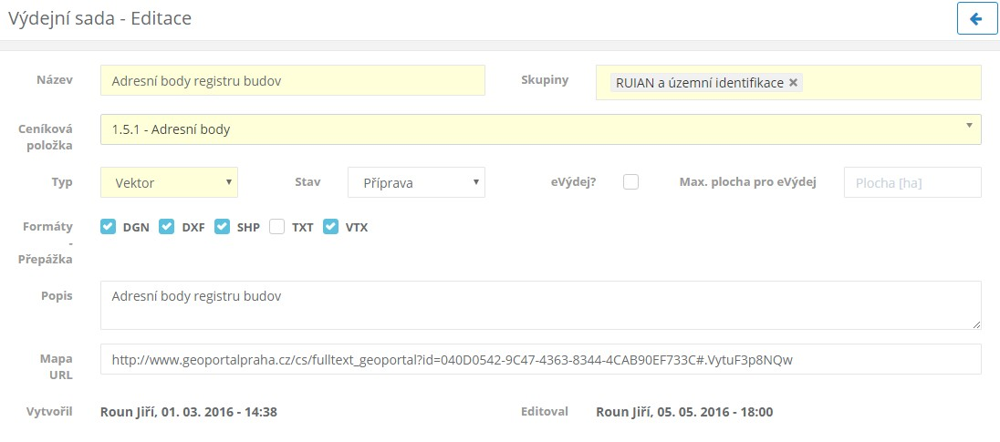 Výdejní sada - Editace
Název Adresní body registru budov Skupiny RUIAN a územní identifikace ×
Ceníková položka 1.5.1 - Adresní body
Typ Vektor Stav Příprava eVýdej? Max. plocha pro eVýdej Plocha [ha]
Formáty - Přepážka DGN DXF SHP TXT VTX
Popis Adresní body registru budov
Mapa URL http://www.geoportalpraha.cz/cs/fulltext_geoportal?id=040D0542-9C47-4363-8344-4CAB90EF733C#.VytuF3p8NQw
Vytvořil Roun Jiří, 01. 03. 2016 - 14:38 Editoval Roun Jiří, 05. 05. 2016 - 18:00